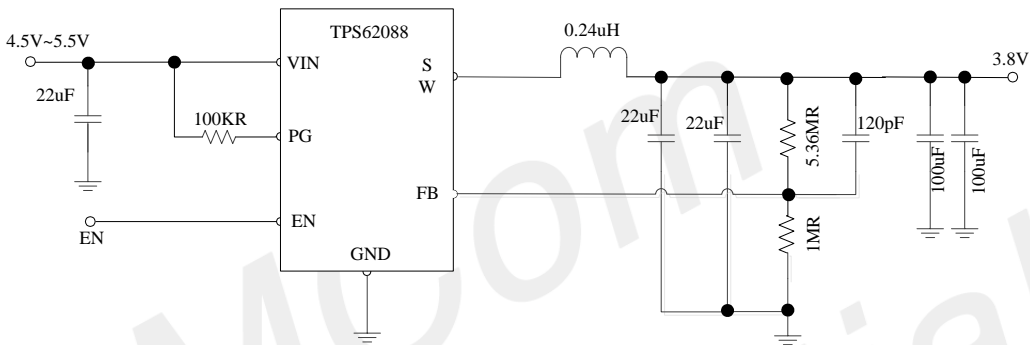 TPS62088
4.5V~5.5V
VIN
22uF
100KR
PG
EN
EN
GND
S
W
FB
0.24uH
3.8V
22uF
22uF
5.36MR
120pF
100uF
100uF
1MR